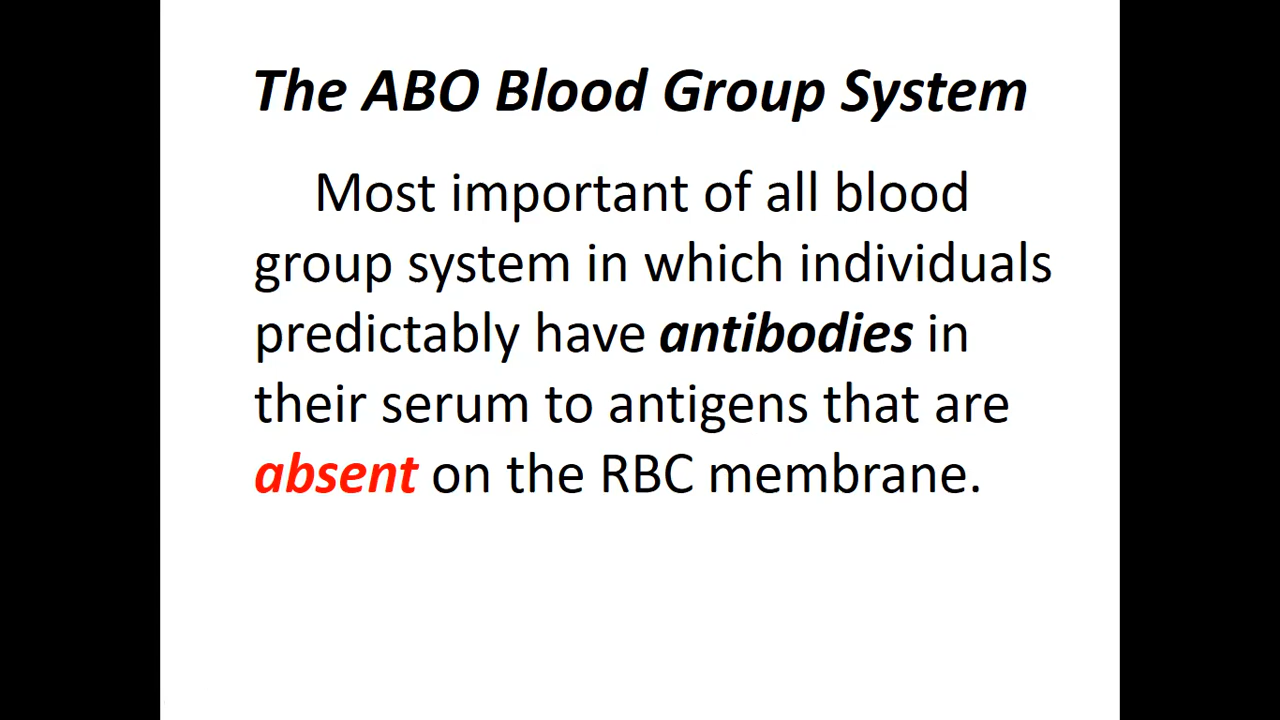 The ABO Blood Group System
Most important of all blood
group system in which individuals
predictably have antibodies in
their serum to antigens that are
absent on the RBC membrane.